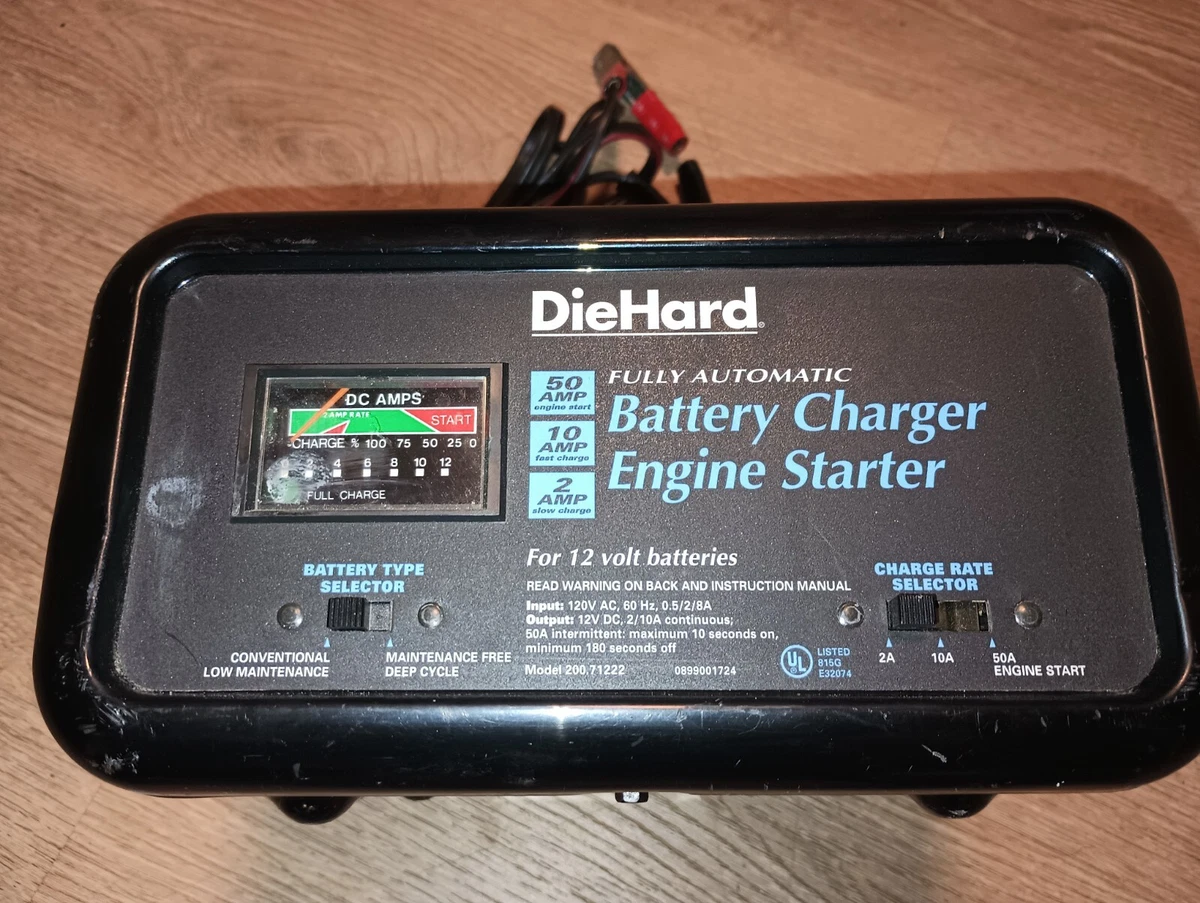 DieHard®
50
AMP
engine start
10
AMP
fast charge
2
AMP
slow charge
FULLY AUTOMATIC
Battery Charger
Engine Starter
DC AMPS
2 AMP RATE
START
CHARGE % 100 75 50 25 0
4 6 8 10 12
FULL CHARGE
For 12 volt batteries
READ WARNING ON BACK AND INSTRUCTION MANUAL
Input: 120V AC, 60 Hz, 0.5/2/8A
Output: 12V DC, 2/10A continuous;
50A intermittent: maximum 10 seconds on,
minimum 180 seconds off
Model 200.71222 0899001724
BATTERY TYPE
SELECTOR
CONVENTIONAL
LOW MAINTENANCE
MAINTENANCE FREE
DEEP CYCLE
UL
LISTED
815G
E32074
CHARGE RATE
SELECTOR
2A 10A 50A
ENGINE START